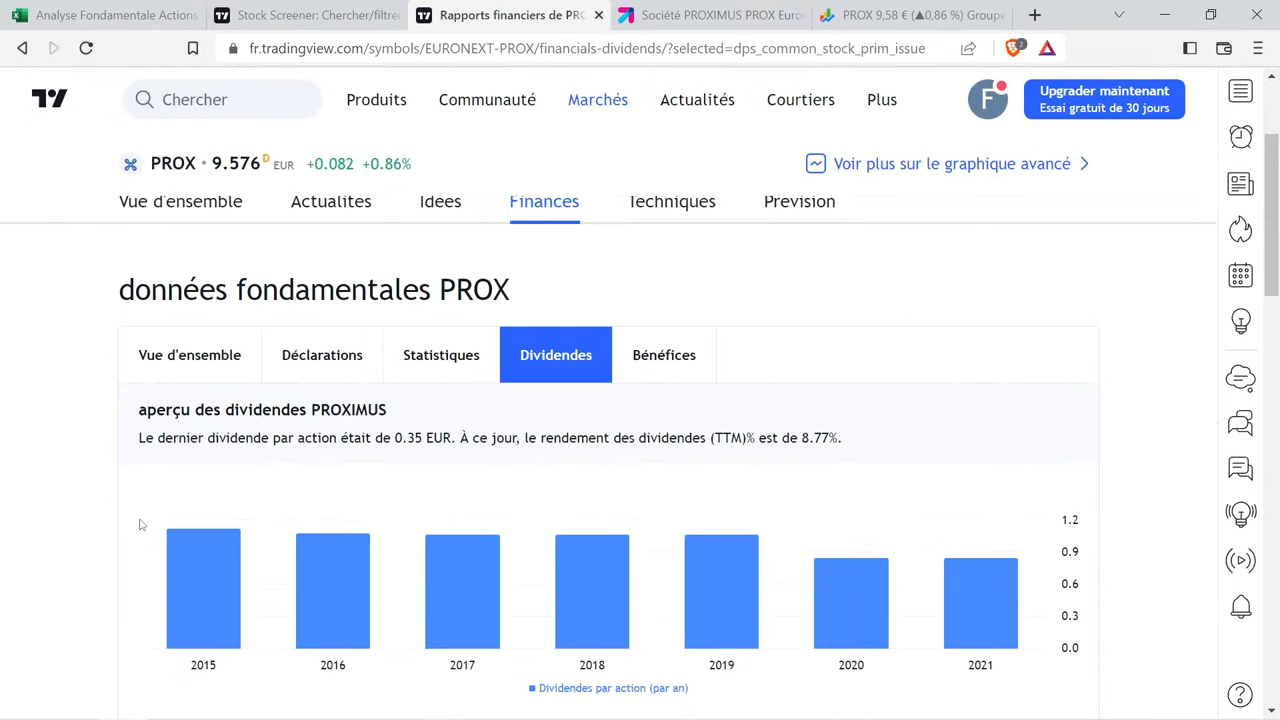 Analyse Fondamentale Actions
Stock Screener: Chercher/filtrer
Rapports financiers de PRO
Société PROXIMUS PROX Euro
PROX 9,58 € (▲0,86 %) Groupe
fr.tradingview.com/symbols/EURONEXT-PROX/financials-dividends/?selected=dps_common_stock_prim_issue
2
Chercher
Produits
Communauté
Marchés
Actualités
Courtiers
Plus
F
Upgrader maintenant
Essai gratuit de 30 jours
PROX • 9.576 D EUR +0.082 +0.86%
Voir plus sur le graphique avancé
Vue d'ensemble
Actualités
Idées
Finances
Techniques
Prévision
données fondamentales PROX
Vue d'ensemble
Déclarations
Statistiques
Dividendes
Bénéfices
aperçu des dividendes PROXIMUS
Le dernier dividende par action était de 0.35 EUR. À ce jour, le rendement des dividendes (TTM)% est de 8.77%.
1.2
0.9
0.6
0.3
0.0
2015
2016
2017
2018
2019
2020
2021
Dividendes par action (par an)